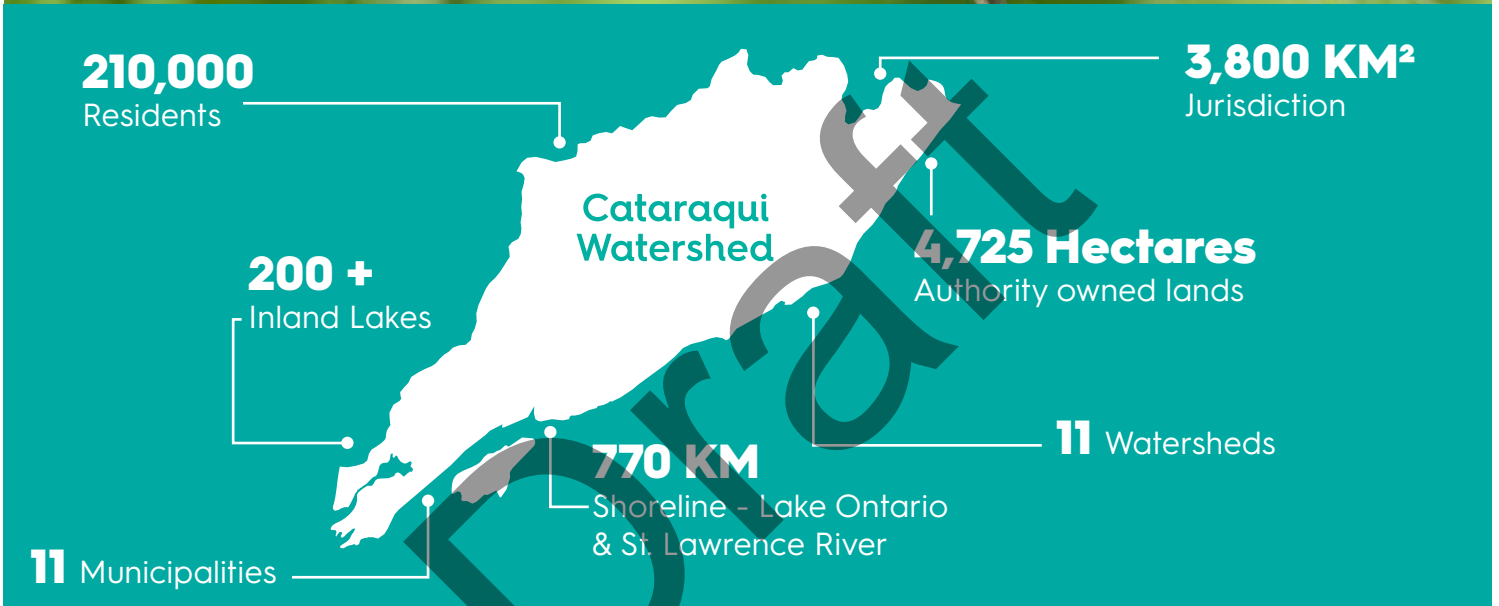 210,000
Residents
3,800 KM²
Jurisdiction
Cataraqui
Watershed
4,725 Hectares
Authority owned lands
200 +
Inland Lakes
11 Watersheds
770 KM
Shoreline - Lake Ontario
& St. Lawrence River
11 Municipalities
Draft